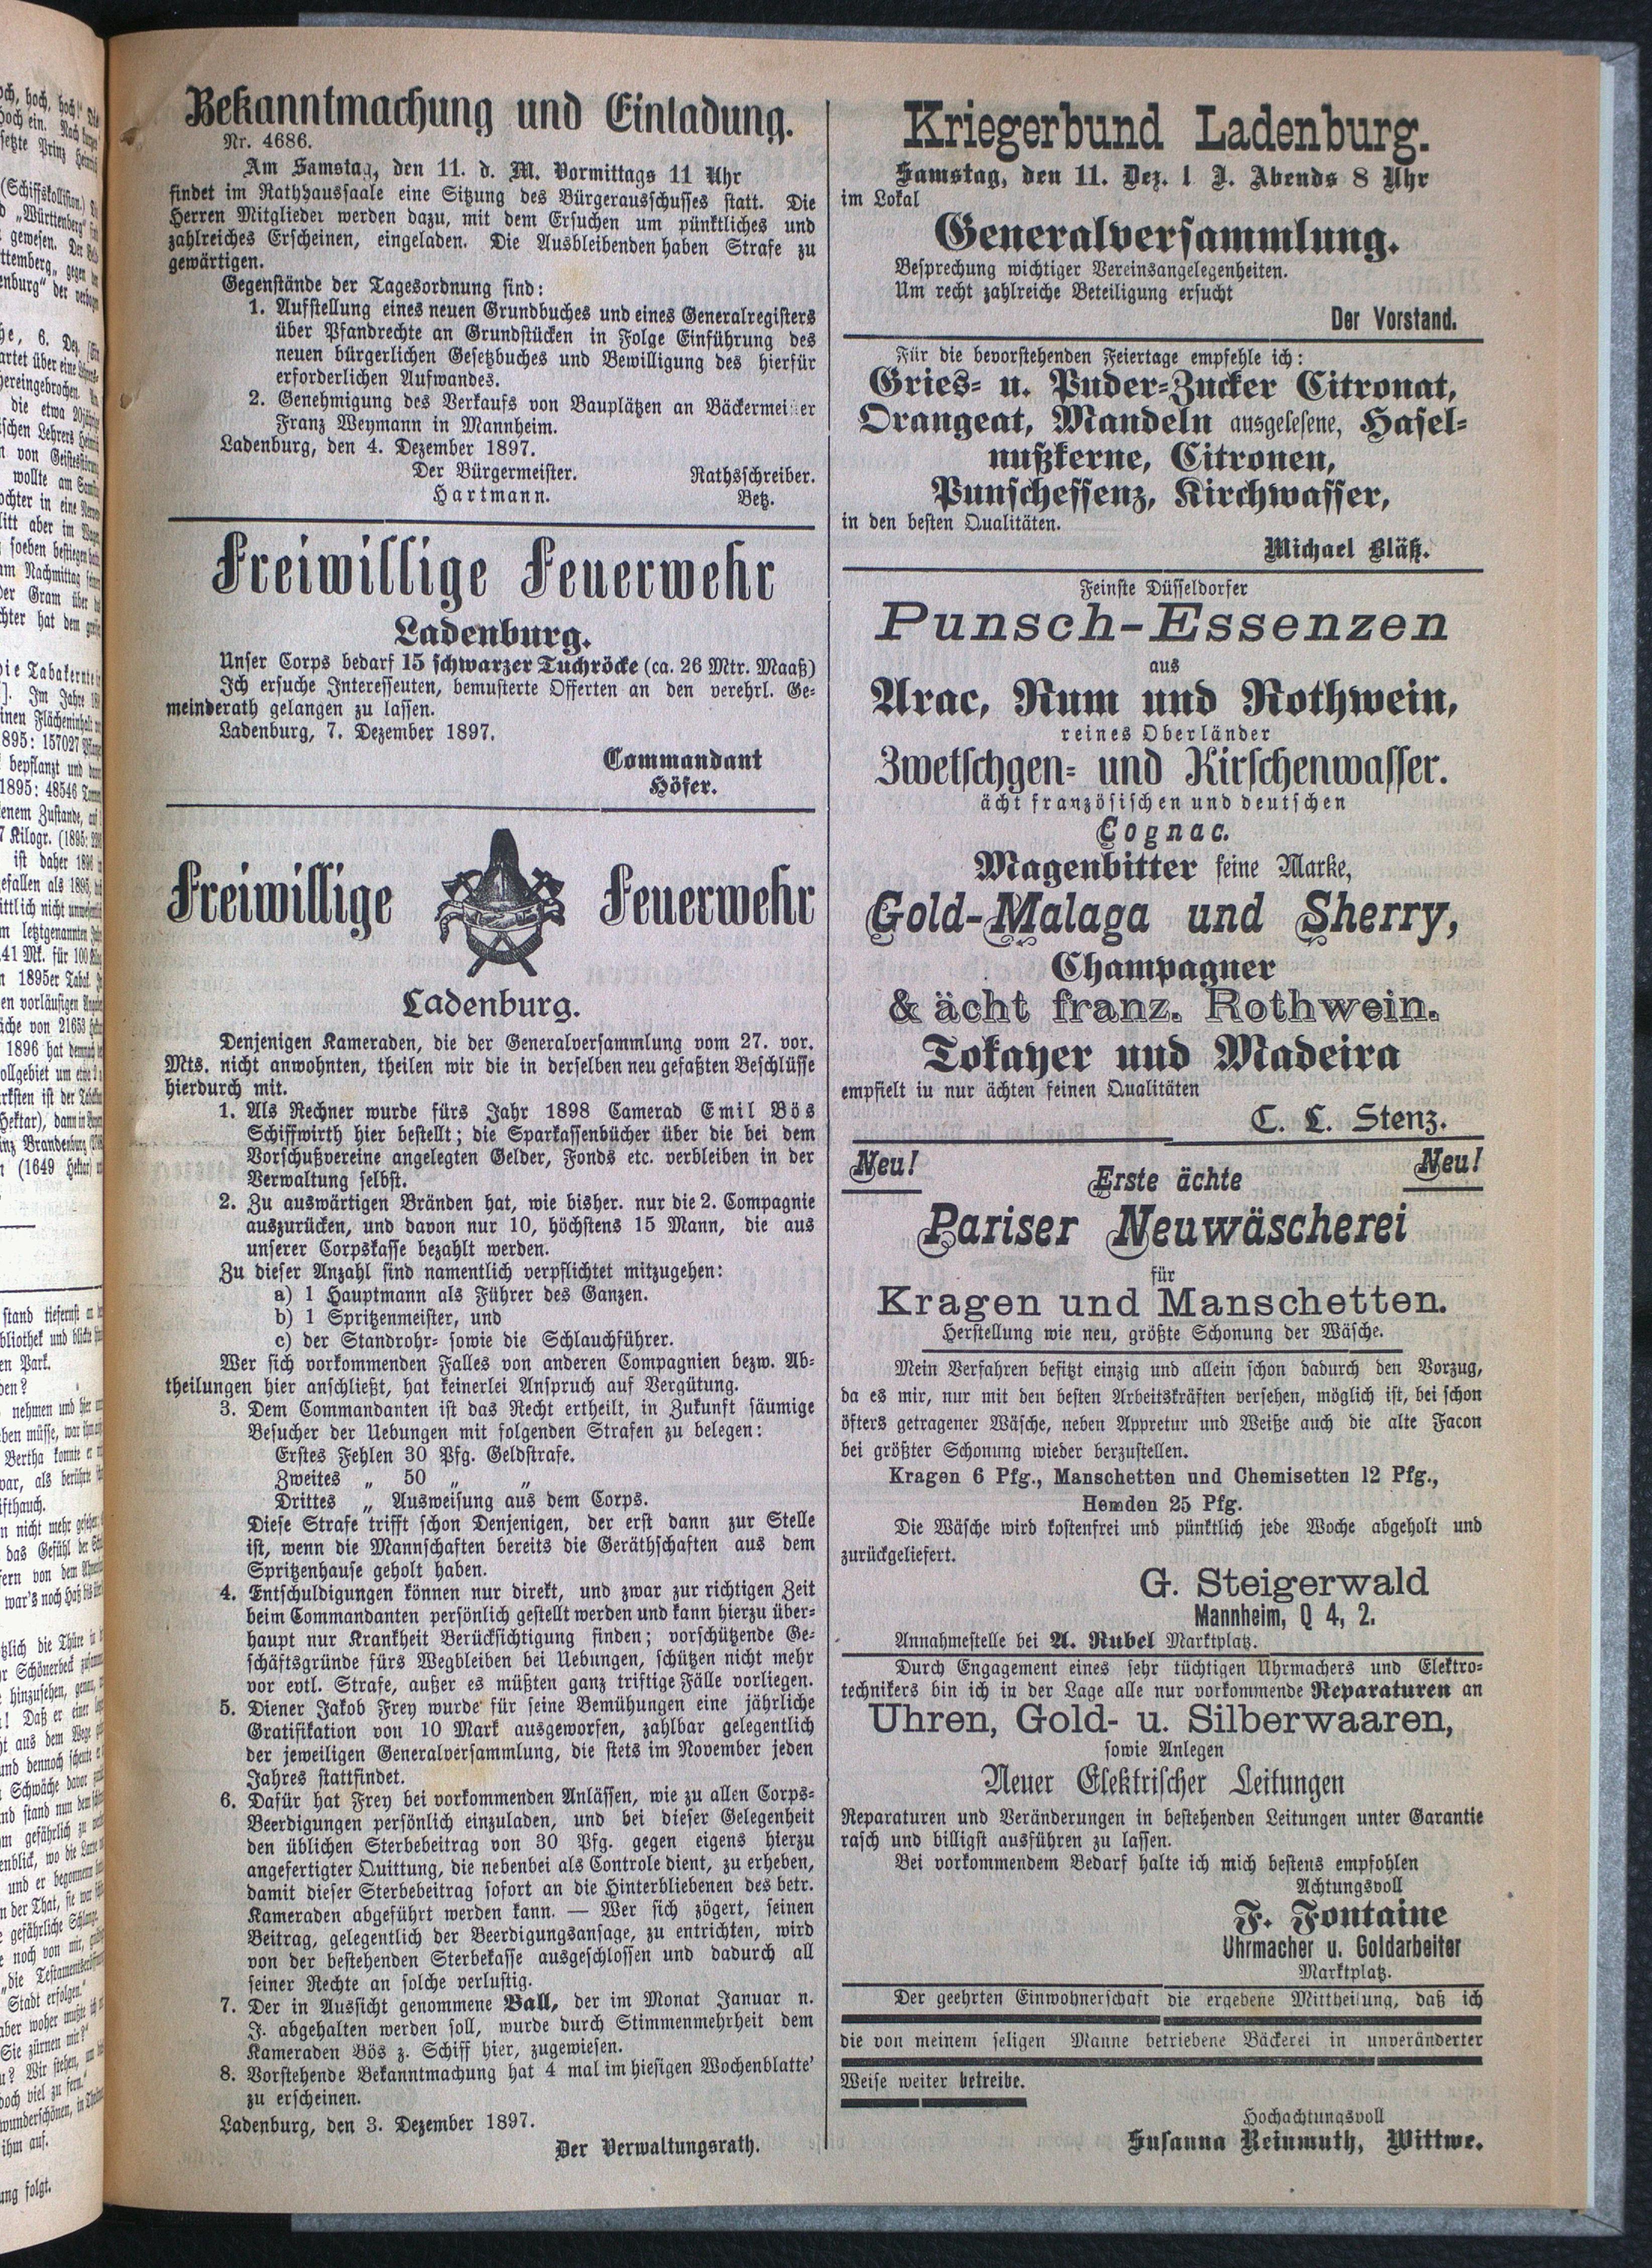 Bekanntmachung und Einladung.
Nr. 4686.
Am Samstag, den 11. d. M. Vormittags 11 Uhr
findet im Rathhaussaale eine Sitzung des Bürgerausschusses statt. Die
Herren Mitglieder werden dazu, mit dem Ersuchen um pünktliches und
zahlreiches Erscheinen, eingeladen. Die Ausbleibenden haben Strafe zu
gewärtigen.
Gegenstände der Tagesordnung sind:
1. Aufstellung eines neuen Grundbuches und eines Generalregisters
über Pfandrechte an Grundstücken in Folge Einführung des
neuen bürgerlichen Gesetzbuches und Bewilligung des hierfür
erforderlichen Aufwandes.
2. Genehmigung des Verkaufs von Bauplätzen an Bäckermeister
Franz Weymann in Mannheim.
Ladenburg, den 4. Dezember 1897.
Der Bürgermeister. Rathsschreiber.
Hartmann. Betz.
Freiwillige Feuerwehr
Ladenburg.
Unser Corps bedarf 15 schwarzer Tuchröcke (ca. 26 Mtr. Maaß)
Ich ersuche Interesseuten, bemusterte Offerten an den verehrl. Ge-
meinderath gelangen zu lassen.
Ladenburg, 7. Dezember 1897.
Commandant
Höfer.
Freiwillige Feuerwehr
Ladenburg.
Denjenigen Kameraden, die der Generalversammlung vom 27. vor.
Mts. nicht anwohnten, theilen wir die in derselben neu gefaßten Beschlüsse
hierdurch mit.
1. Als Rechner wurde fürs Jahr 1898 Camerad Emil Bös
Schiffwirth hier bestellt; die Sparkassenbücher über die bei dem
Vorschußvereine angelegten Gelder, Fonds etc. verbleiben in der
Verwaltung selbst.
2. Zu auswärtigen Bränden hat, wie bisher. nur die 2. Compagnie
auszurücken, und davon nur 10, höchstens 15 Mann, die aus
unserer Corpskasse bezahlt werden.
Zu dieser Anzahl sind namentlich verpflichtet mitzugehen:
a) 1 Hauptmann als Führer des Ganzen.
b) 1 Spritzenmeister, und
c) der Standrohr- sowie die Schlauchführer.
Wer sich vorkommenden Falles von anderen Compagnien bezw. Ab-
theilungen hier anschließt, hat keinerlei Anspruch auf Vergütung.
3. Dem Commandanten ist das Recht ertheilt, in Zukunft säumige
Besucher der Uebungen mit folgenden Strafen zu belegen:
Erstes Fehlen 30 Pfg. Geldstrafe.
Zweites „ 50 „ „
Drittes „ Ausweisung aus dem Corps.
Diese Strafe trifft schon Denjenigen, der erst dann zur Stelle
ist, wenn die Mannschaften bereits die Geräthschaften aus dem
Spritzenhause geholt haben.
4. Entschuldigungen können nur direkt, und zwar zur richtigen Zeit
beim Commandanten persönlich gestellt werden und kann hierzu über-
haupt nur Krankheit Berücksichtigung finden; vorschützende Ge-
schäftsgründe fürs Wegbleiben bei Uebungen, schützen nicht mehr
vor evtl. Strafe, außer es müßten ganz triftige Fälle vorliegen.
5. Diener Jakob Frey wurde für seine Bemühungen eine jährliche
Gratifikation von 10 Mark ausgeworfen, zahlbar gelegentlich
der jeweiligen Generalversammlung, die stets im November jeden
Jahres stattfindet.
6. Dafür hat Frey bei vorkommenden Anlässen, wie zu allen Corps-
Beerdigungen persönlich einzuladen, und bei dieser Gelegenheit
den üblichen Sterbebeitrag von 30 Pfg. gegen eigens hierzu
angefertigter Quittung, die nebenbei als Controle dient, zu erheben,
damit dieser Sterbebeitrag sofort an die Hinterbliebenen des betr.
Kameraden abgeführt werden kann. — Wer sich zögert, seinen
Beitrag, gelegentlich der Beerdigungsansage, zu entrichten, wird
von der bestehenden Sterbekasse ausgeschlossen und dadurch all
seiner Rechte an solche verlustig.
7. Der in Aussicht genommene Ball, der im Monat Januar n.
J. abgehalten werden soll, wurde durch Stimmenmehrheit dem
Kameraden Bös z. Schiff hier, zugewiesen.
8. Vorstehende Bekanntmachung hat 4 mal im hiesigen Wochenblatte
zu erscheinen.
Ladenburg, den 3. Dezember 1897.
Der Verwaltungsrath.
Kriegerbund Ladenburg.
Samstag, den 11. Dez. l J. Abends 8 Uhr
im Lokal
Generalversammlung.
Besprechung wichtiger Vereinsangelegenheiten.
Um recht zahlreiche Beteiligung ersucht
Der Vorstand.
Für die bevorstehenden Feiertage empfehle ich:
Gries- u. Puder-Zucker Citronat,
Orangeat, Mandeln ausgelesene, Hasel-
nußkerne, Citronen,
Punschessenz, Kirchwasser,
in den besten Qualitäten.
Michael Bläß.
Feinste Düsseldorfer
Punsch-Essenzen
aus
Arac, Rum und Rothwein,
reines Oberländer
Zwetschgen- und Kirschenwasser.
ächt französischen und deutschen
Cognac.
Magenbitter feine Marke,
Gold-Malaga und Sherry,
Champagner
& ächt franz. Rothwein.
Tokayer und Madeira
empfielt iu nur ächten feinen Qualitäten
C. L. Stenz.
Neu! Neu!
Erste ächte
Pariser Neuwäscherei
für
Kragen und Manschetten.
Herstellung wie neu, größte Schonung der Wäsche.
Mein Verfahren besitzt einzig und allein schon dadurch den Vorzug,
da es mir, nur mit den besten Arbeitskräften versehen, möglich ist, bei schon
öfters getragener Wäsche, neben Appretur und Weiße auch die alte Facon
bei größter Schonung wieder herzustellen.
Kragen 6 Pfg., Manschetten und Chemisetten 12 Pfg.,
Hemden 25 Pfg.
Die Wäsche wird kostenfrei und pünktlich jede Woche abgeholt und
zurückgeliefert.
G. Steigerwald
Mannheim, Q 4, 2.
Annahmestelle bei A. Rubel Marktplatz.
Durch Engagement eines sehr tüchtigen Uhrmachers und Elektro-
technikers bin ich in der Lage alle nur vorkommende Reparaturen an
Uhren, Gold- u. Silberwaaren,
sowie Anlegen
Neuer Elektrischer Leitungen
Reparaturen und Veränderungen in bestehenden Leitungen unter Garantie
rasch und billigst ausführen zu lassen.
Bei vorkommendem Bedarf halte ich mich bestens empfohlen
Achtungsvoll
F. Fontaine
Uhrmacher u. Goldarbeiter
Marktplatz.
Der geehrten Einwohnerschaft die ergebene Mittheilung, daß ich
die von meinem seligen Manne betriebene Bäckerei in unveränderter
Weise weiter betreibe.
Hochachtungsvoll
Susanna Reinmuth, Wittwe.